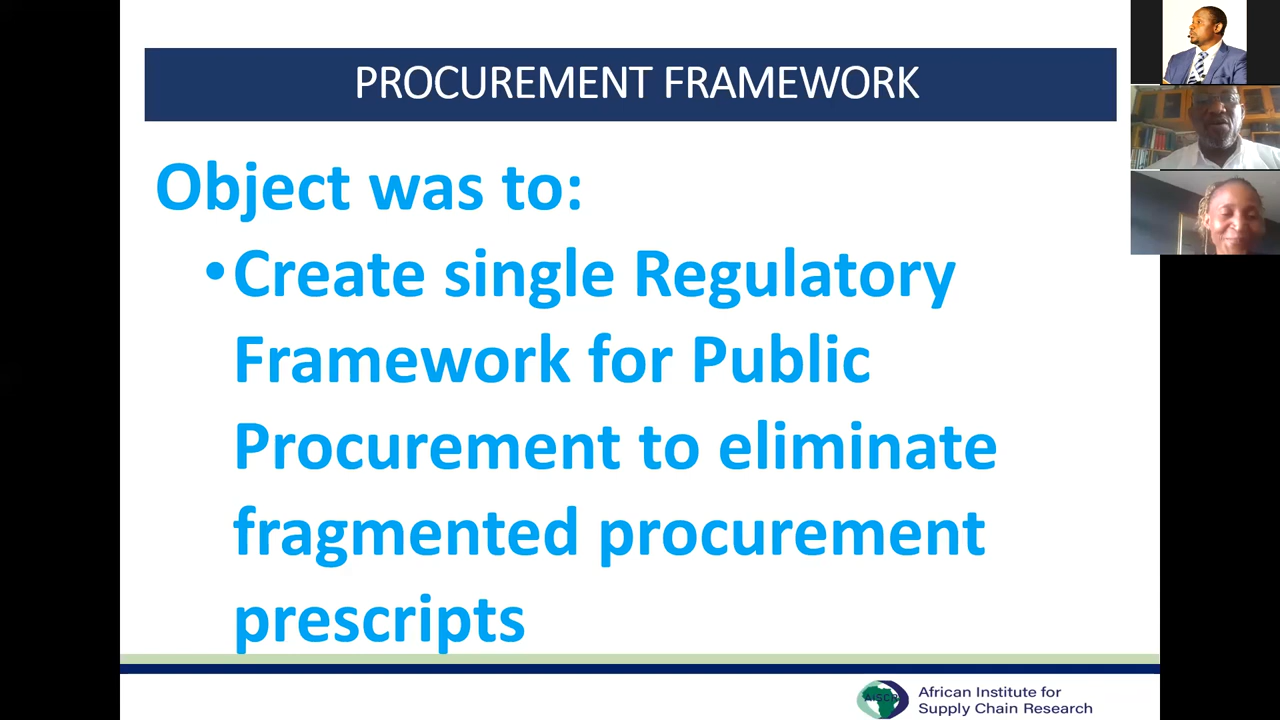 PROCUREMENT FRAMEWORK
Object was to:
•Create single Regulatory
Framework for Public
Procurement to eliminate
fragmented procurement
prescripts
AISCR
African Institute for
Supply Chain Research